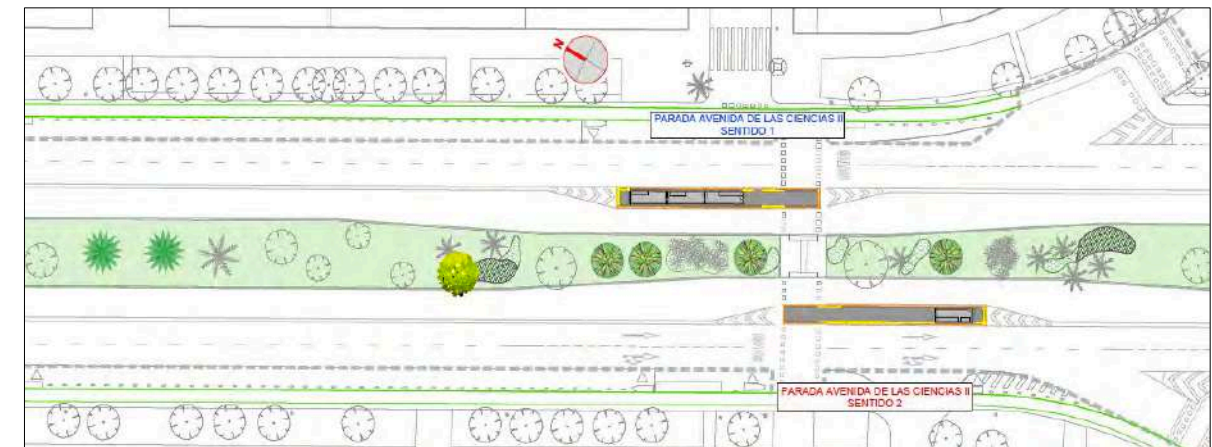 N
PARADA AVENIDA DE LAS CIENCIAS II
SENTIDO 1
PARADA AVENIDA DE LAS CIENCIAS II
SENTIDO 2